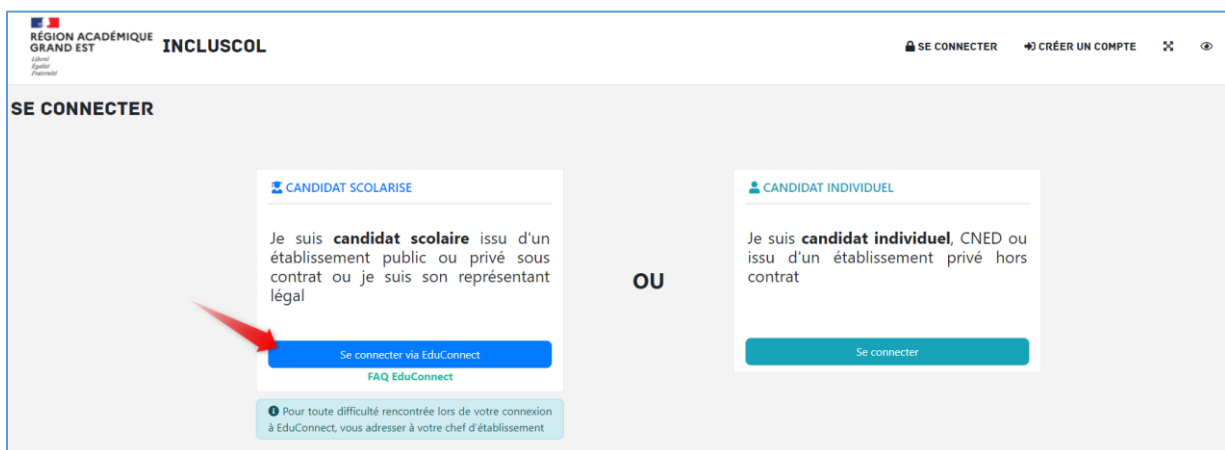 RÉGION ACADÉMIQUE
GRAND EST
Liberté
Égalité
Fraternité
INCLUSCOL
SE CONNECTER
CRÉER UN COMPTE
SE CONNECTER
CANDIDAT SCOLARISE
Je suis candidat scolaire issu d'un
établissement public ou privé sous
contrat ou je suis son représentant
légal
Se connecter via EduConnect
FAQ EduConnect
Pour toute difficulté rencontrée lors de votre connexion
à EduConnect, vous adresser à votre chef d'établissement
OU
CANDIDAT INDIVIDUEL
Je suis candidat individuel, CNED ou
issu d'un établissement privé hors
contrat
Se connecter